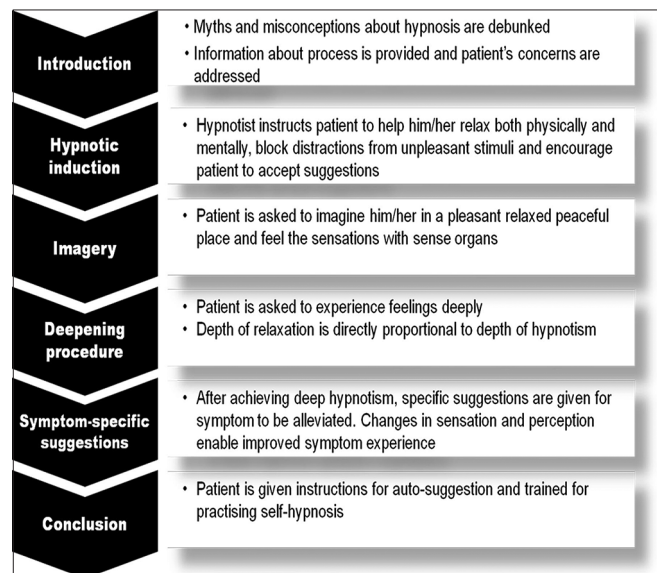 Introduction
• Myths and misconceptions about hypnosis are debunked
• Information about process is provided and patient's concerns are
addressed
Hypnotic
induction
• Hypnotist instructs patient to help him/her relax both physically and
mentally, block distractions from unpleasant stimuli and encourage
patient to accept suggestions
Imagery
• Patient is asked to imagine him/her in a pleasant relaxed peaceful
place and feel the sensations with sense organs
Deepening
procedure
• Patient is asked to experience feelings deeply
• Depth of relaxation is directly proportional to depth of hypnotism
Symptom-specific
suggestions
• After achieving deep hypnotism, specific suggestions are given for
symptom to be alleviated. Changes in sensation and perception
enable improved symptom experience
Conclusion
• Patient is given instructions for auto-suggestion and trained for
practising self-hypnosis